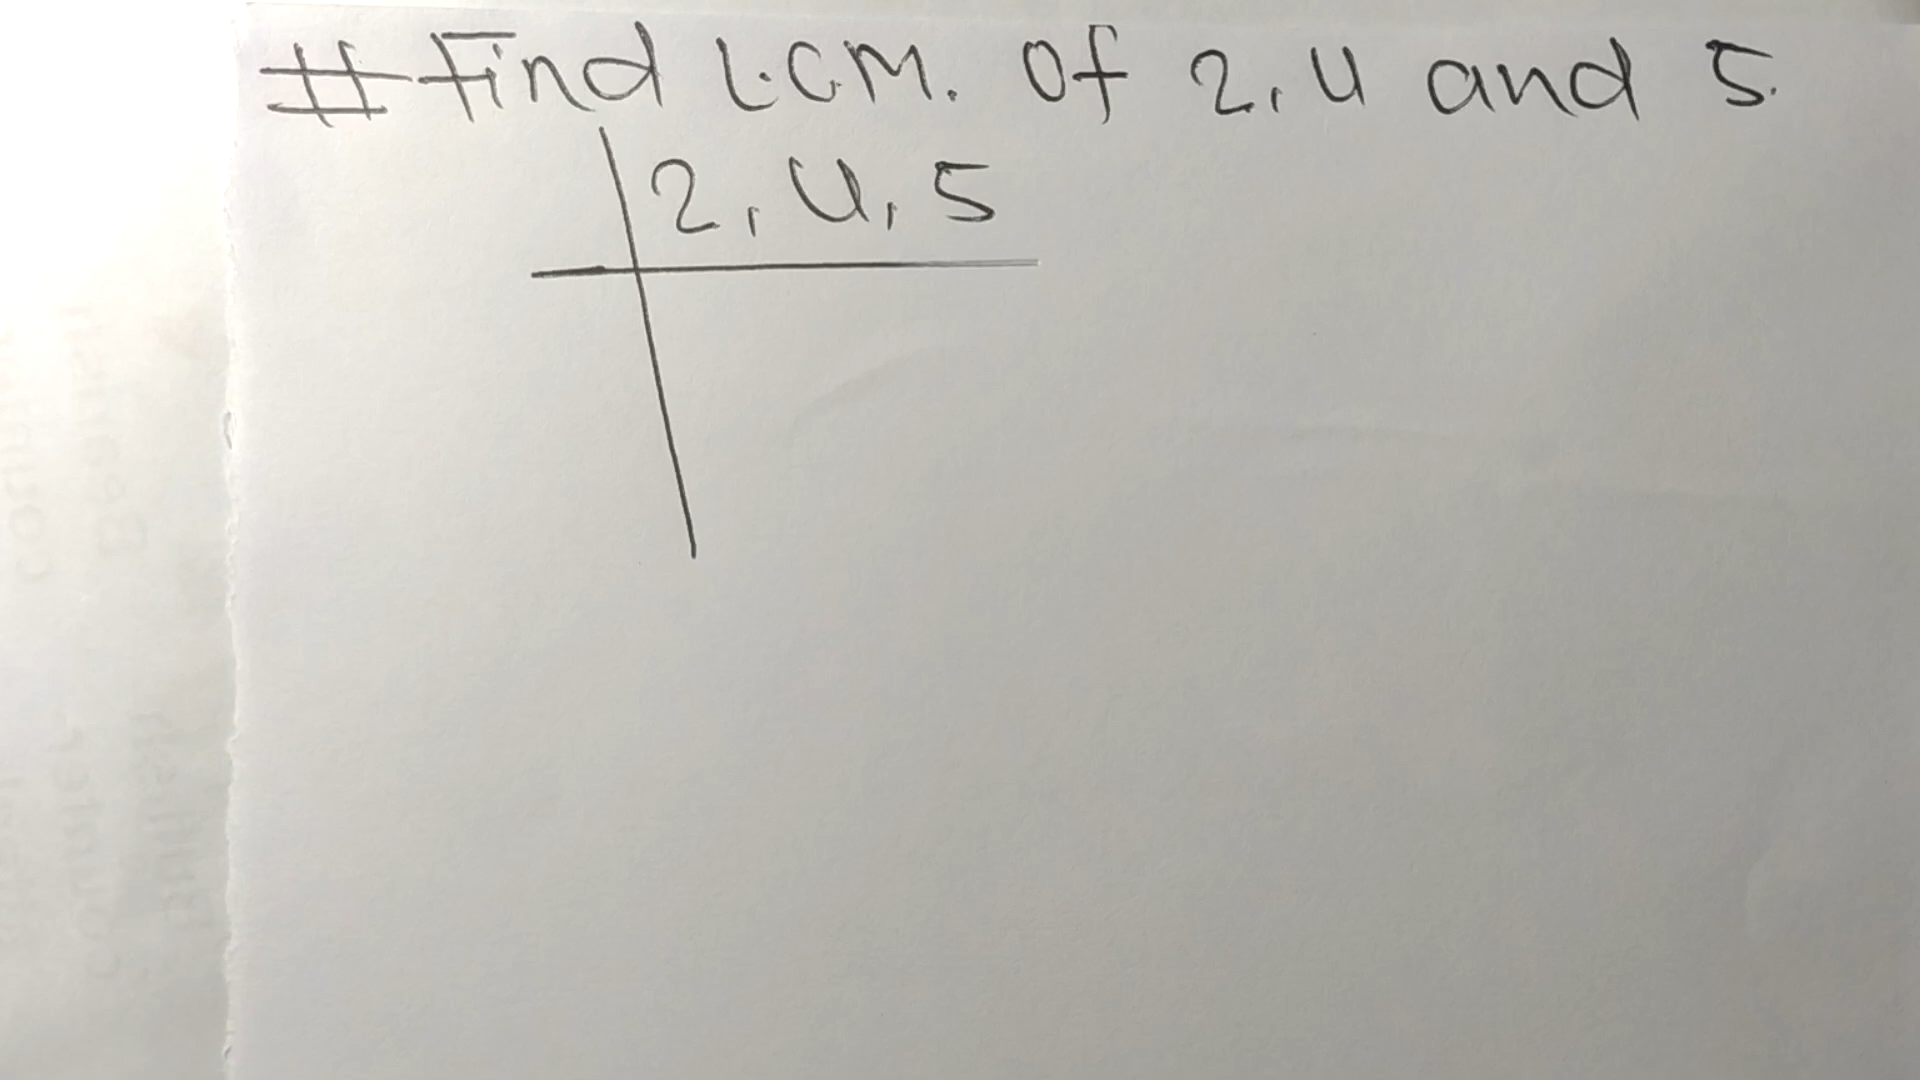 # Find L.C.M. of 2, 4 and 5.
2, 4, 5